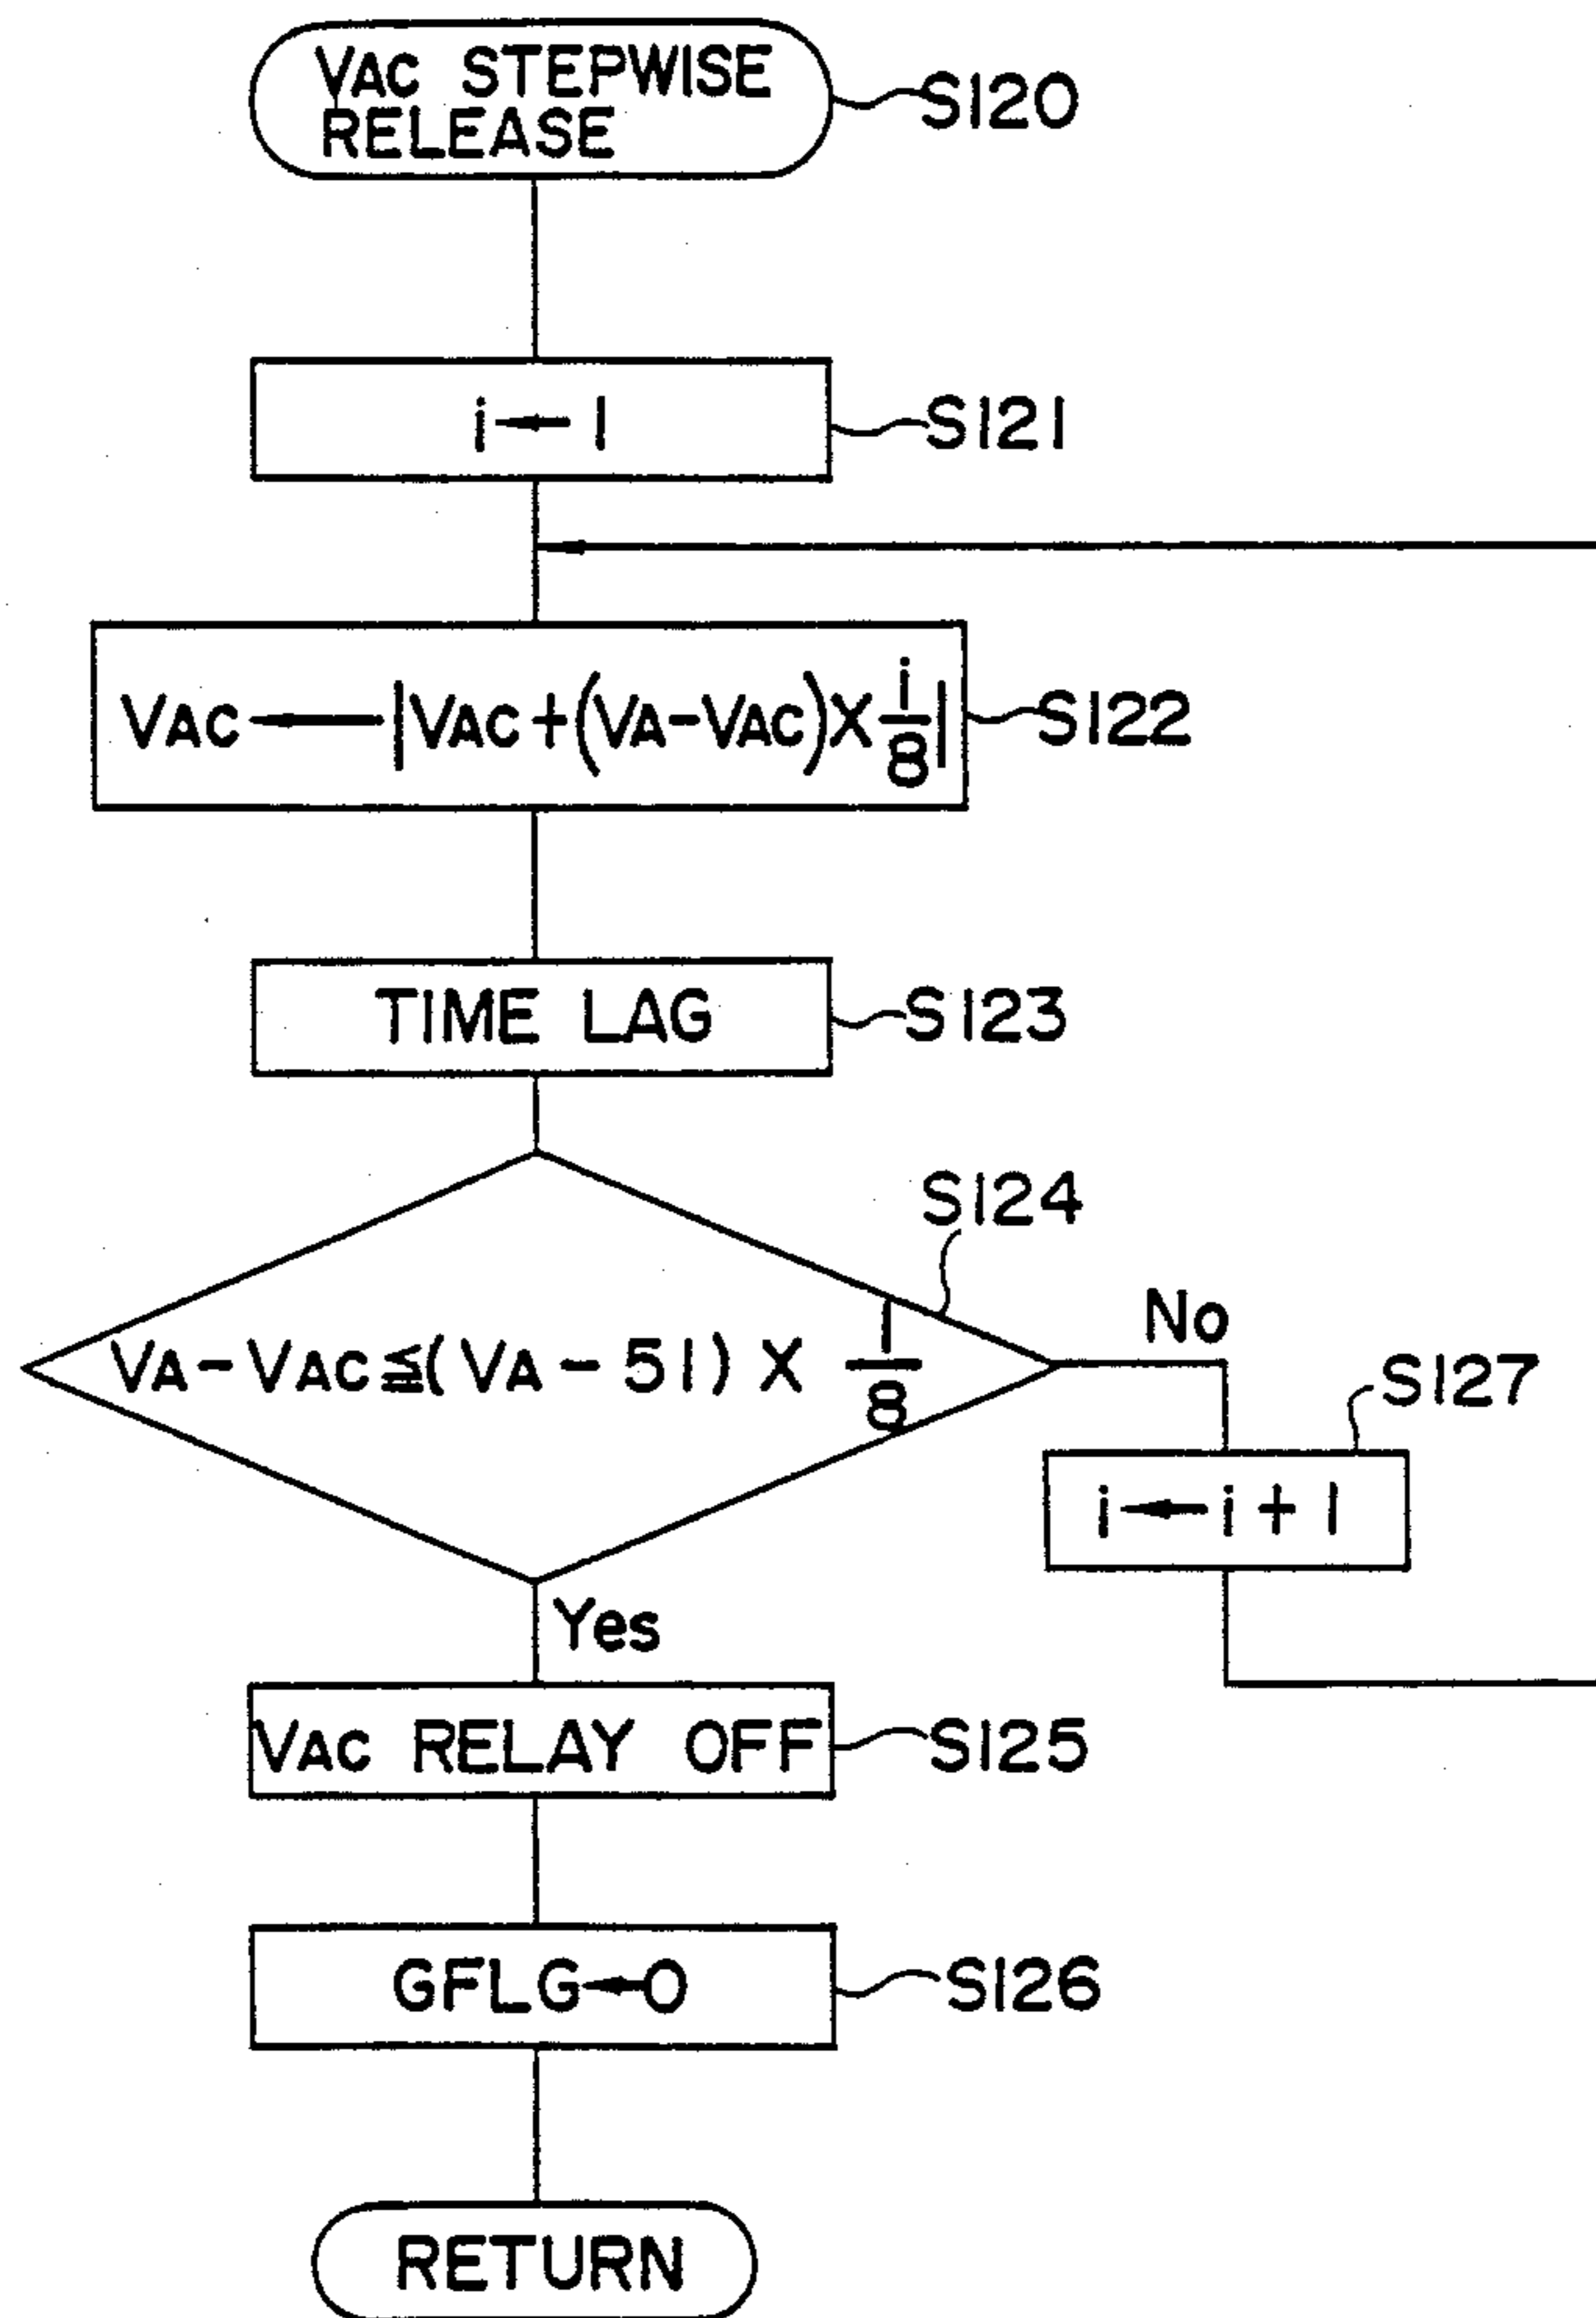 VAC STEPWISE
RELEASE
S120
i ← 1
S121
VAC ← |VAC + (VA - VAC) X i/8|
S122
TIME LAG
S123
S124
VA - VAC ≦ (VA - 51) X 1/8
No
S127
i ← i + 1
Yes
VAC RELAY OFF
S125
GFLG ← 0
S126
RETURN